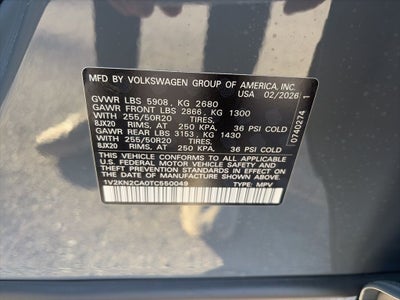 MFD BY VOLKSWAGEN GROUP OF AMERICA, INC.
USA 02/2026
GVWR LBS 5908, KG 2680
GAWR FRONT LBS 2866, KG 1300
WITH 255/50R20 TIRES,
8JX20 RIMS, AT 250 KPA, 36 PSI COLD
GAWR REAR LBS 3153, KG 1430
WITH 255/50R20 TIRES,
8JX20 RIMS, AT 250 KPA, 36 PSI COLD
THIS VEHICLE CONFORMS TO ALL APPLICABLE
U.S. FEDERAL MOTOR VEHICLE SAFETY AND
THEFT PREVENTION STANDARDS IN EFFECT ON
THE DATE OF MANUFACTURE SHOWN ABOVE.
1V2KN2CA0TC550049 TYPE: MPV
0740274 1